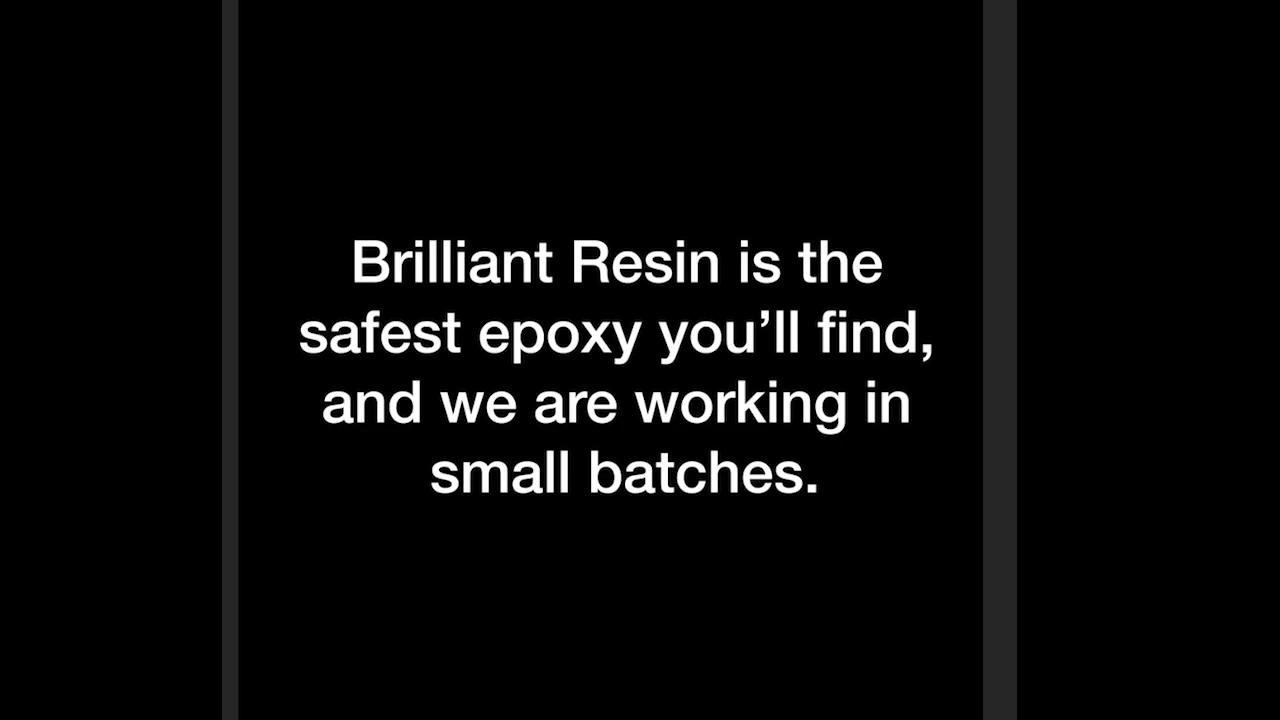 Brilliant Resin is the
safest epoxy you’ll find,
and we are working in
small batches.